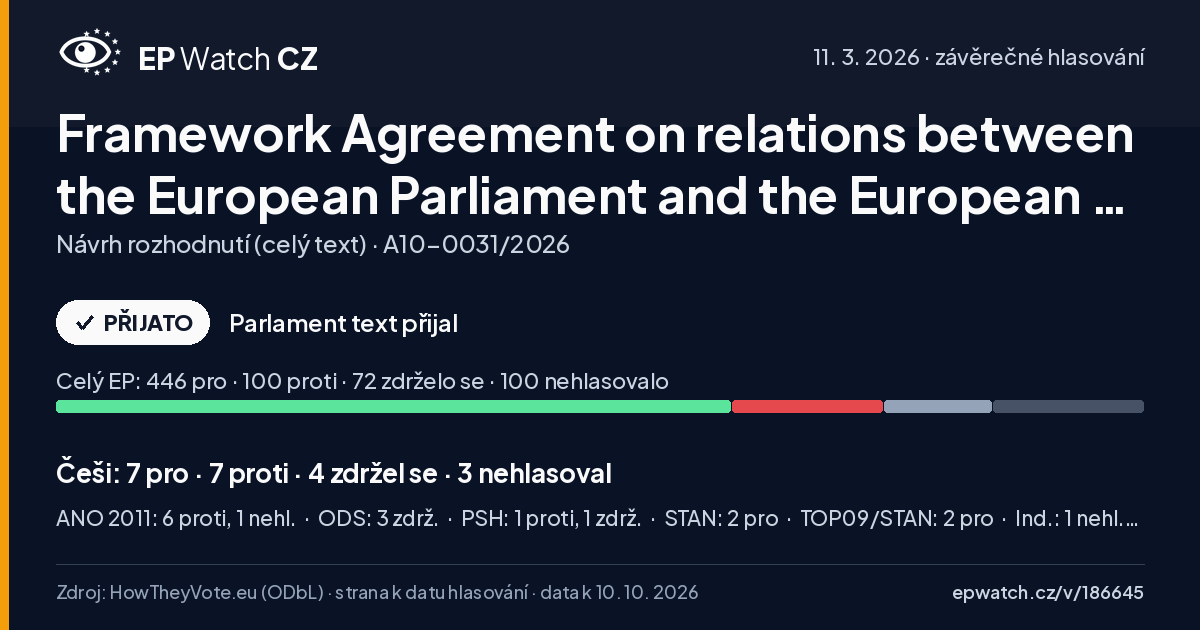 EP Watch CZ
11. 3. 2026 · závěrečné hlasování
Framework Agreement on relations between
the European Parliament and the European ...
Návrh rozhodnutí (celý text) · A10-0031/2026
✓ PŘIJATO Parlament text přijal
Celý EP: 446 pro · 100 proti · 72 zdrželo se · 100 nehlasovalo
Češi: 7 pro · 7 proti · 4 zdržel se · 3 nehlasoval
ANO 2011: 6 proti, 1 nehl. · ODS: 3 zdrž. · PSH: 1 proti, 1 zdrž. · STAN: 2 pro · TOP09/STAN: 2 pro · Ind.: 1 nehl. ...
Zdroj: HowTheyVote.eu (ODbL) · strana k datu hlasování · data k 10. 10. 2026
epwatch.cz/v/186645